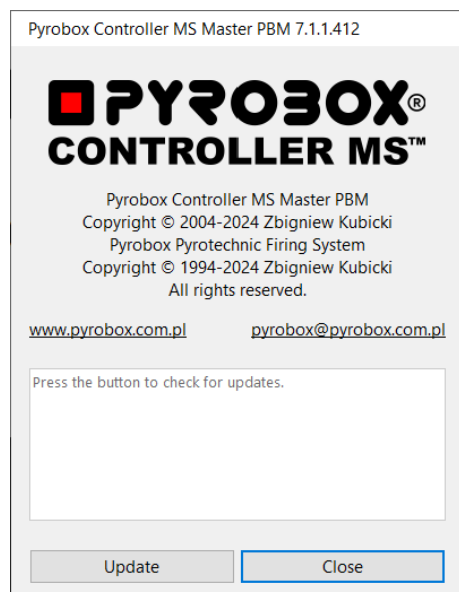 Pyrobox Controller MS Master PBM 7.1.1.412
PYROBOX®
CONTROLLER MS™
Pyrobox Controller MS Master PBM
Copyright © 2004-2024 Zbigniew Kubicki
Pyrobox Pyrotechnic Firing System
Copyright © 1994-2024 Zbigniew Kubicki
All rights reserved.
www.pyrobox.com.pl pyrobox@pyrobox.com.pl
Press the button to check for updates.
Update Close